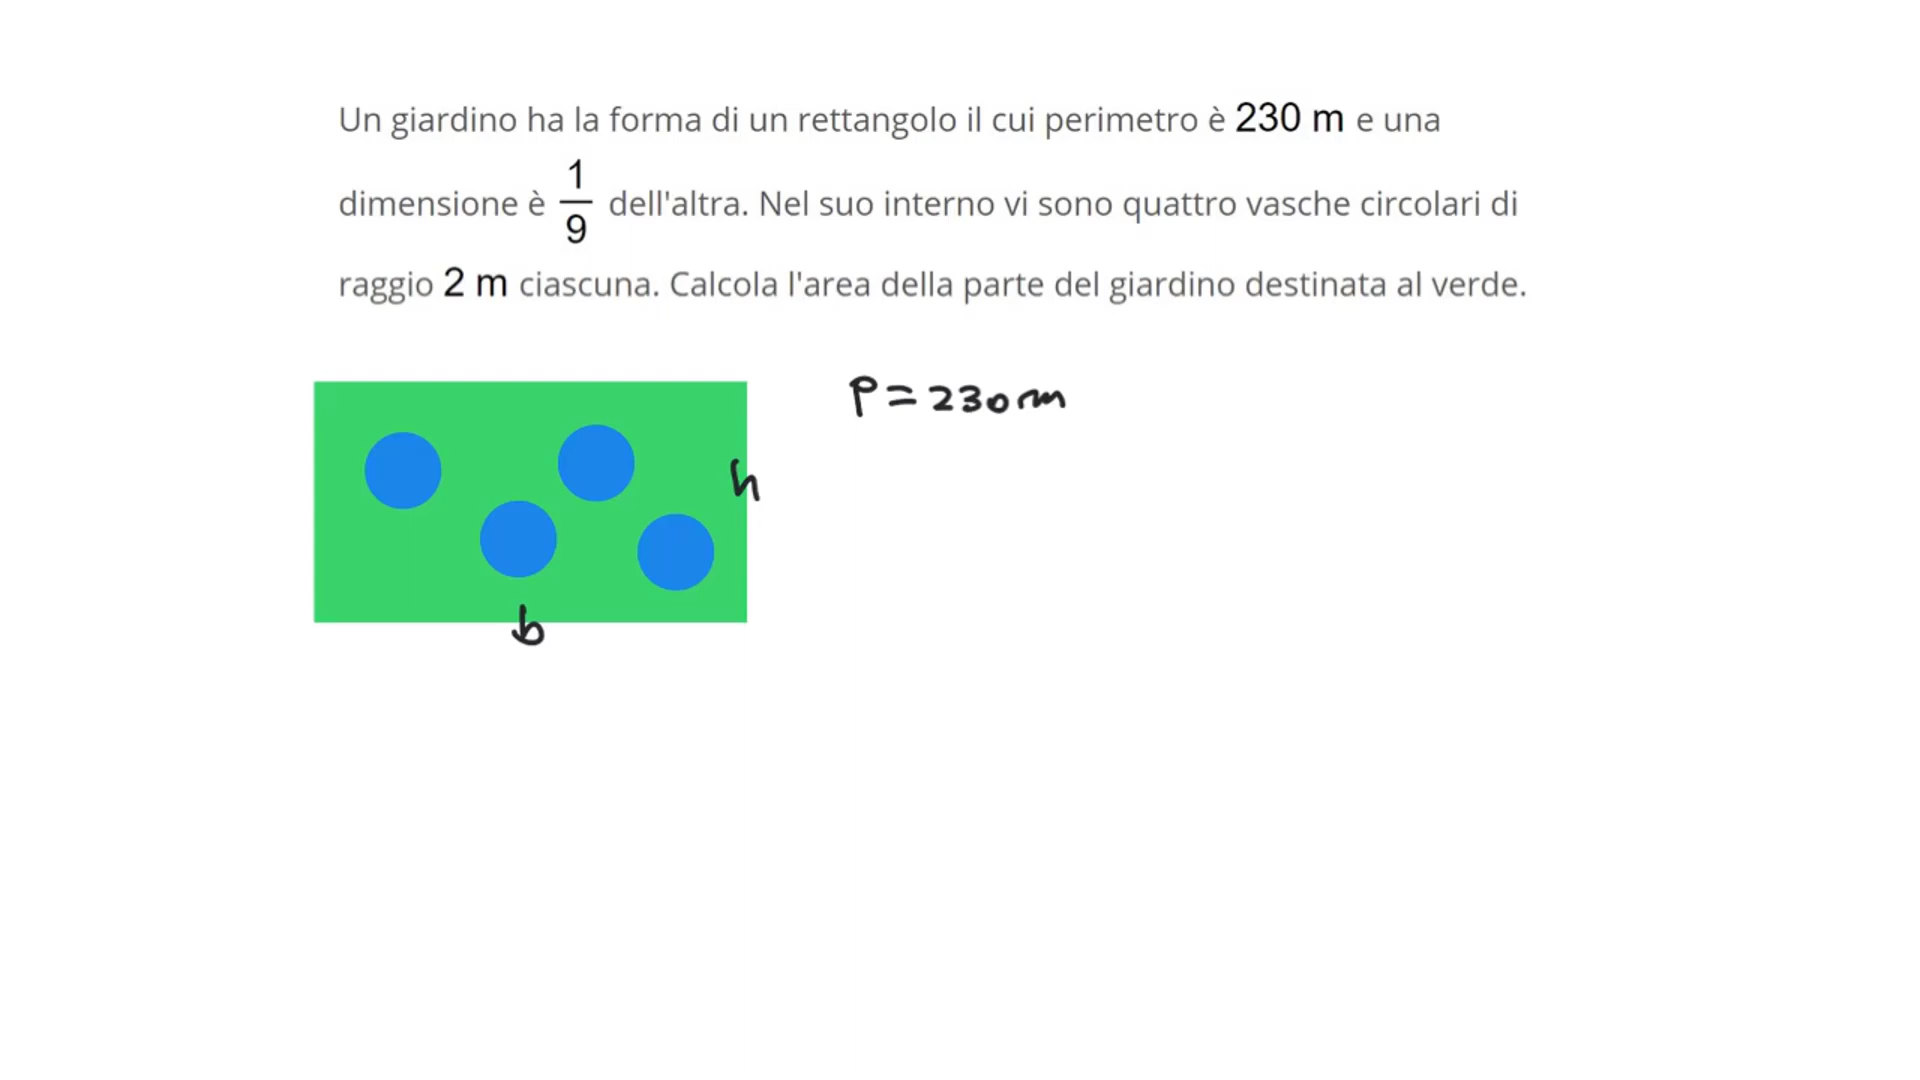 Un giardino ha la forma di un rettangolo il cui perimetro è 230 m e una
dimensione è 1/9 dell'altra. Nel suo interno vi sono quattro vasche circolari di
raggio 2 m ciascuna. Calcola l'area della parte del giardino destinata al verde.
P = 230 m
h
b